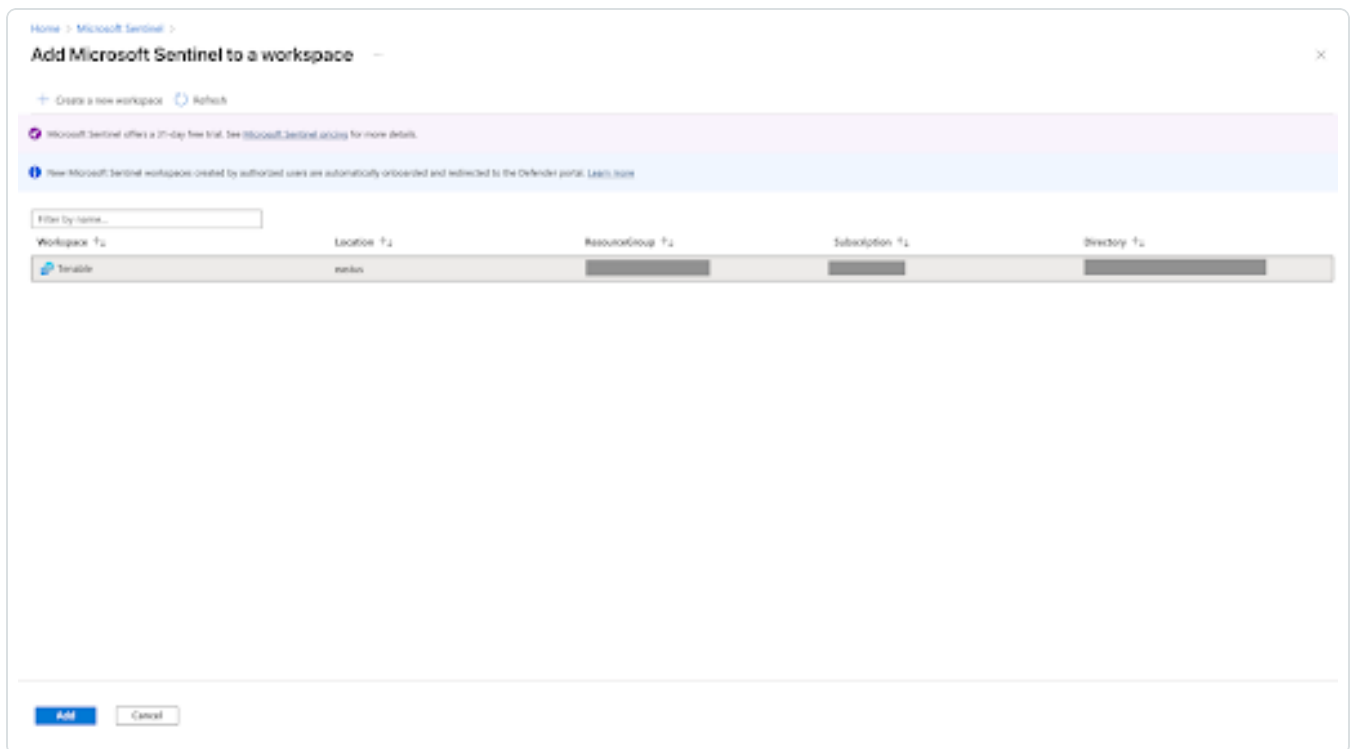 Home > Microsoft Sentinel >
Add Microsoft Sentinel to a workspace ...
Create a new workspace Refresh
Microsoft Sentinel offers a 31-day free trial. See Microsoft Sentinel pricing for more details.
New Microsoft Sentinel workspaces created by authorized users are automatically onboarded and redirected to the Defender portal. Learn more
Filter by name...
Workspace Location ResourceGroup Subscription Directory
Tenable eastus
Add Cancel